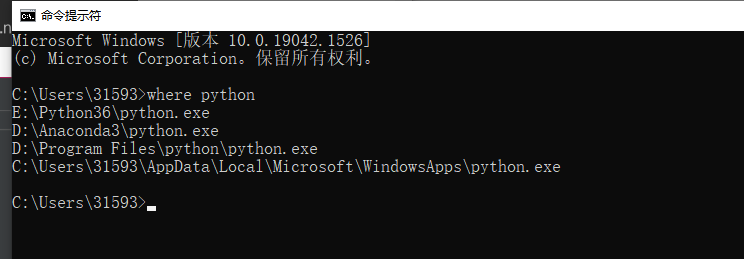 命令提示符
.n
Microsoft Windows [版本 10.0.19042.1526]
(c) Microsoft Corporation。保留所有权利。
C:\Users\31593>where python
E:\Python36\python.exe
D:\Anaconda3\python.exe
D:\Program Files\python\python.exe
C:\Users\31593\AppData\Local\Microsoft\WindowsApps\python.exe
C:\Users\31593>